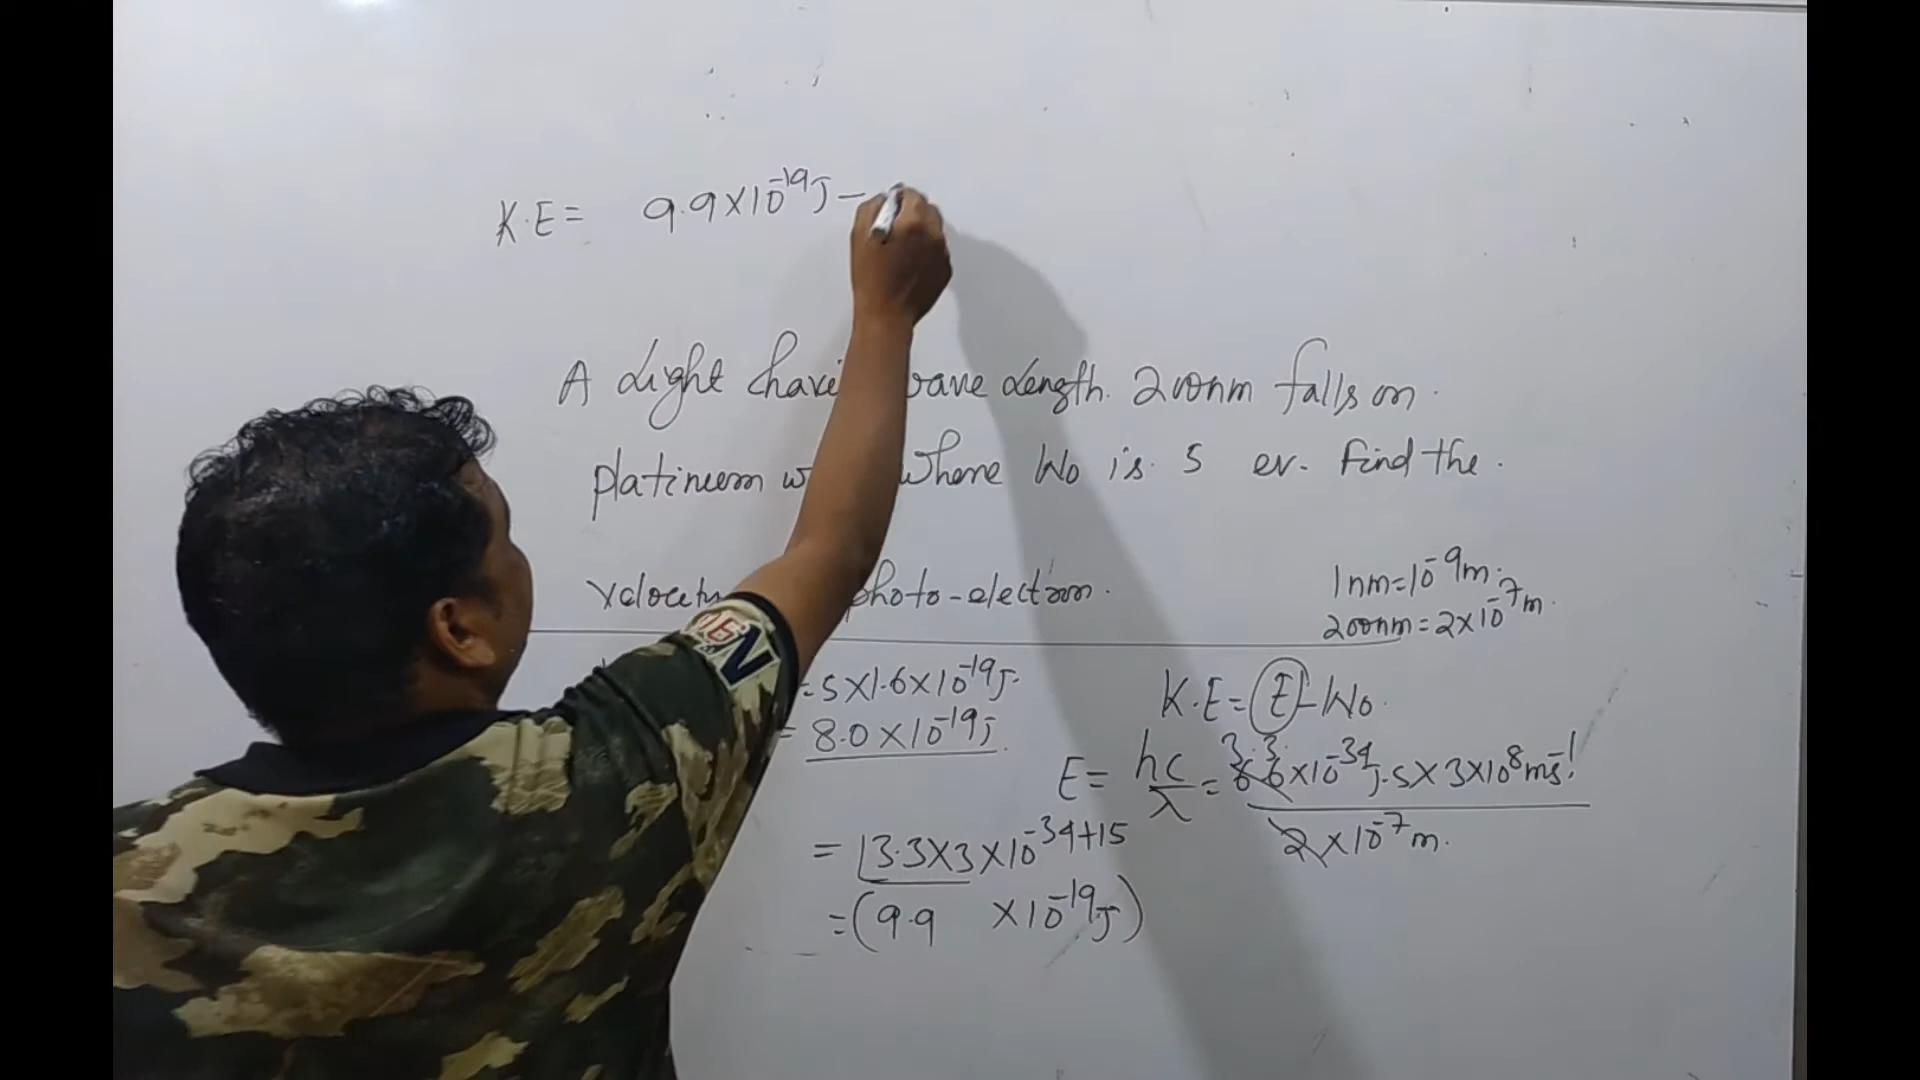 K.E = 9.9×10⁻¹⁹J −
A Light having wave Length. 200nm falls on.
platineum where W₀ is. 5 ev. Find the.
velocity photo-electron.
1nm=10⁻⁹m.
200nm=2×10⁻⁷m.
=5×1.6×10⁻¹⁹J.
= 8.0×10⁻¹⁹J.
K.E=E-W₀.
E= hc/λ = 3.3 6.6×10⁻³⁴J.s×3×10⁸ms⁻¹.
2×10⁻⁷m.
= 3.3×3×10⁻³⁴⁺¹⁵
=(9.9 ×10⁻¹⁹J)